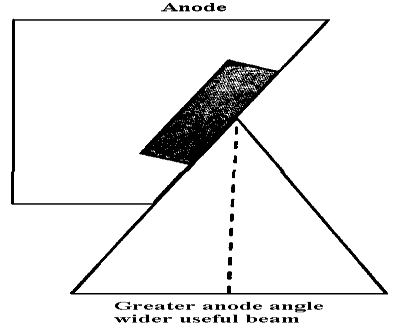 Anode
Greater anode angle
wider useful beam